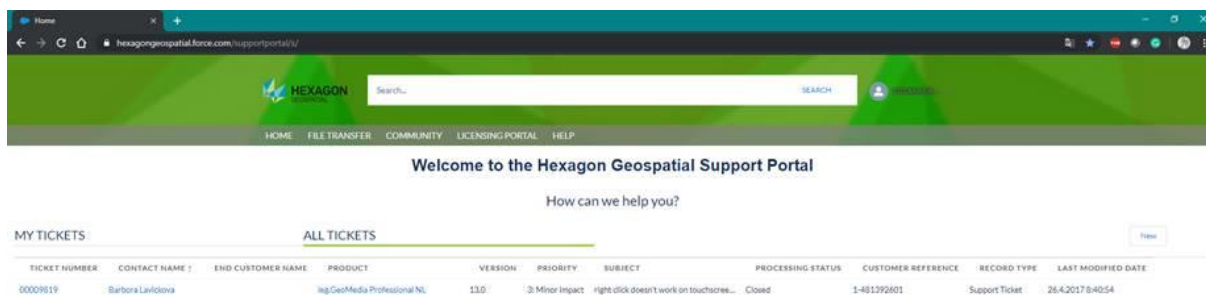 Home
hexagongeospatial.force.com/supportportal/s/
HEXAGON
GEOSPATIAL
Search...
SEARCH
HOME FILE TRANSFER COMMUNITY LICENSING PORTAL HELP
Welcome to the Hexagon Geospatial Support Portal
How can we help you?
MY TICKETS ALL TICKETS New
TICKET NUMBER CONTACT NAME ↑ END CUSTOMER NAME PRODUCT VERSION PRIORITY SUBJECT PROCESSING STATUS CUSTOMER REFERENCE RECORD TYPE LAST MODIFIED DATE
00009819 Barbora Lavickova leg.GeoMedia Professional NL 13.0 3: Minor Impact right click doesn't work on touchscree... Closed 1-481392601 Support Ticket 26.4.2017 8:40:54